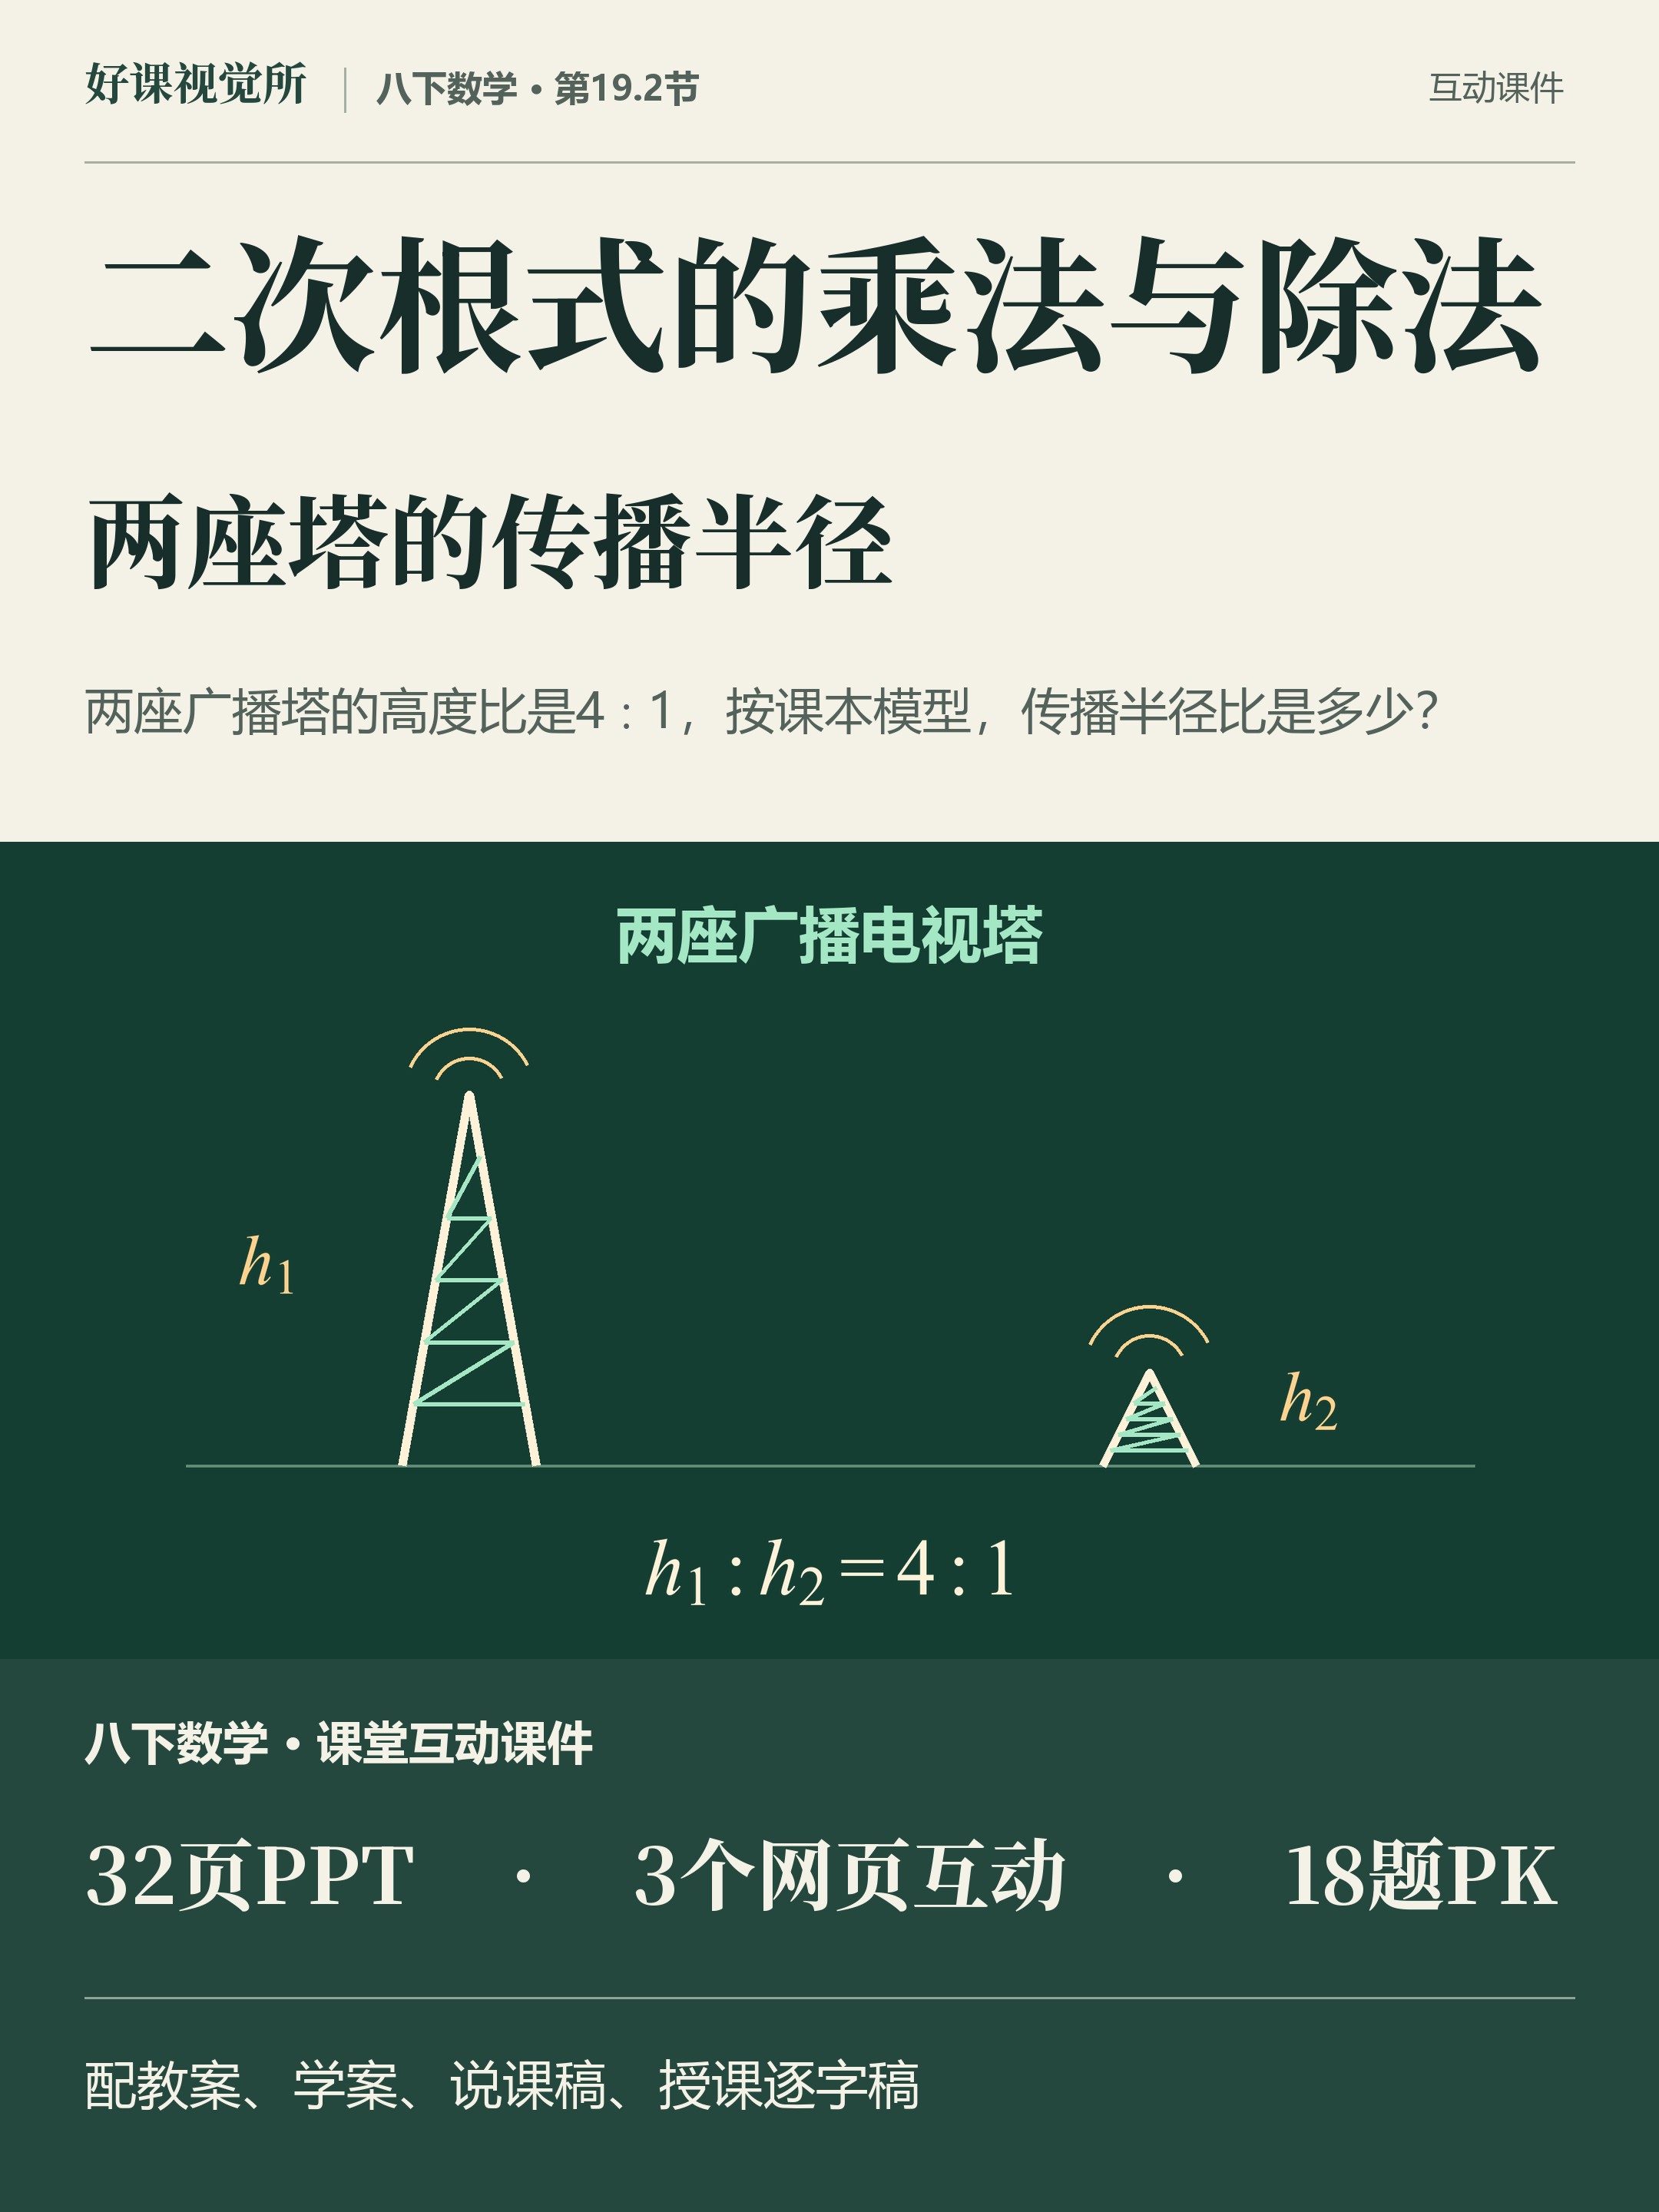 好课视觉所 八下数学·第19.2节 互动课件
二次根式的乘法与除法
两座塔的传播半径
两座广播塔的高度比是4：1，按课本模型，传播半径比是多少？
两座广播电视塔
h₁
h₂
h₁:h₂=4:1
八下数学·课堂互动课件
32页PPT · 3个网页互动 · 18题PK
配教案、学案、说课稿、授课逐字稿